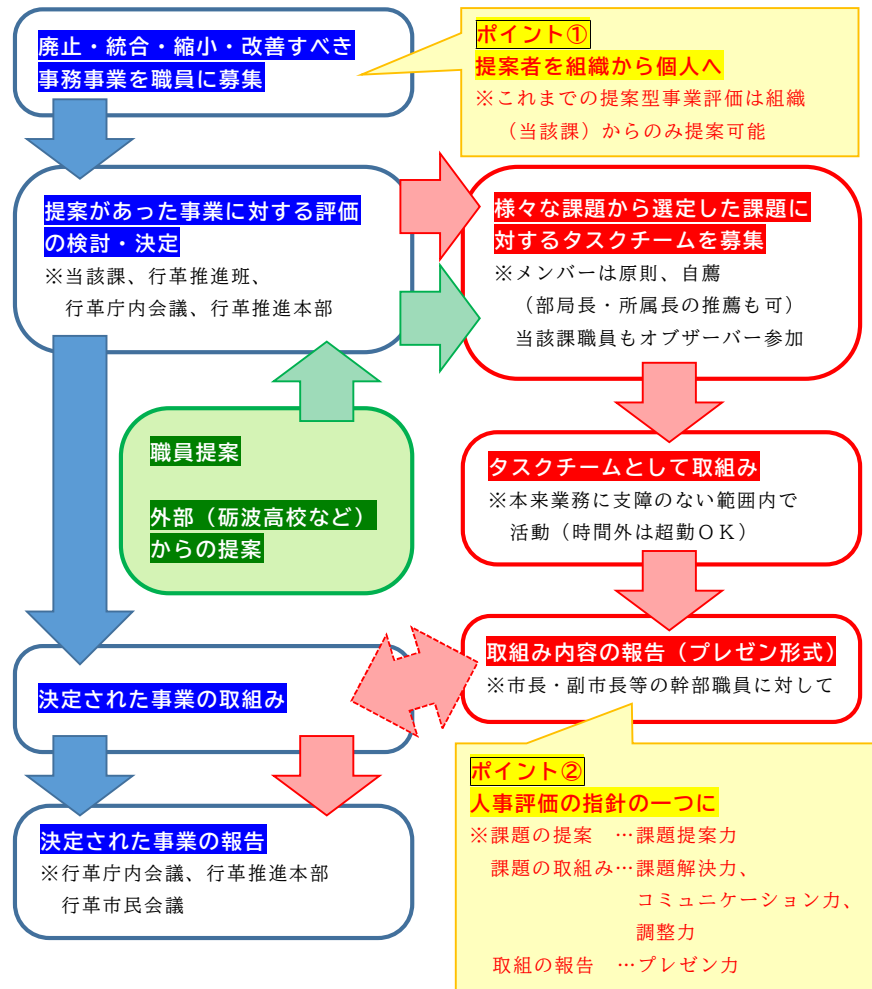 廃止・統合・縮小・改善すべき
事務事業を職員に募集
ポイント①
提案者を組織から個人へ
※これまでの提案型事業評価は組織
（当該課）からのみ提案可能
提案があった事業に対する評価
の検討・決定
※当該課、行革推進班、
行革庁内会議、行革推進本部
様々な課題から選定した課題に
対するタスクチームを募集
※メンバーは原則、自薦
（部局長・所属長の推薦も可）
当該課職員もオブザーバー参加
職員提案
外部（砺波高校など）
からの提案
タスクチームとして取組み
※本来業務に支障のない範囲内で
活動（時間外は超勤ＯＫ）
取組み内容の報告（プレゼン形式）
※市長・副市長等の幹部職員に対して
決定された事業の取組み
ポイント②
人事評価の指針の一つに
※課題の提案　…課題提案力
課題の取組み…課題解決力、
コミュニケーション力、
調整力
取組の報告　…プレゼン力
決定された事業の報告
※行革庁内会議、行革推進本部
行革市民会議